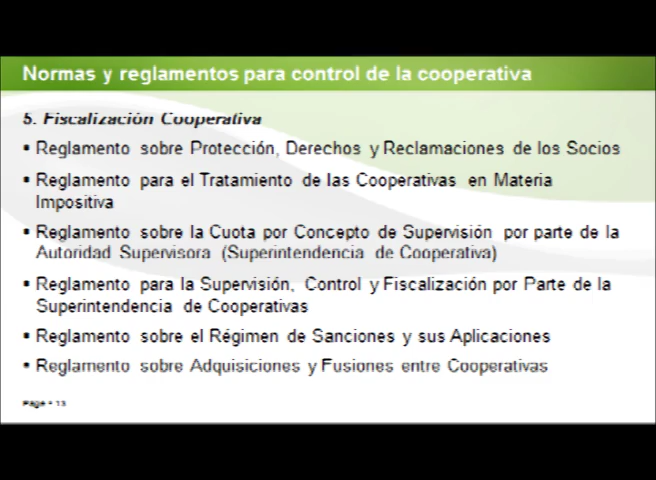 Normas y reglamentos para control de la cooperativa
5. Fiscalización Cooperativa
▪ Reglamento sobre Protección, Derechos y Reclamaciones de los Socios
▪ Reglamento para el Tratamiento de las Cooperativas en Materia
Impositiva
▪ Reglamento sobre la Cuota por Concepto de Supervisión por parte de la
Autoridad Supervisora (Superintendencia de Cooperativa)
▪ Reglamento para la Supervisión, Control y Fiscalización por Parte de la
Superintendencia de Cooperativas
▪ Reglamento sobre el Régimen de Sanciones y sus Aplicaciones
▪ Reglamento sobre Adquisiciones y Fusiones entre Cooperativas
Page ▪ 13